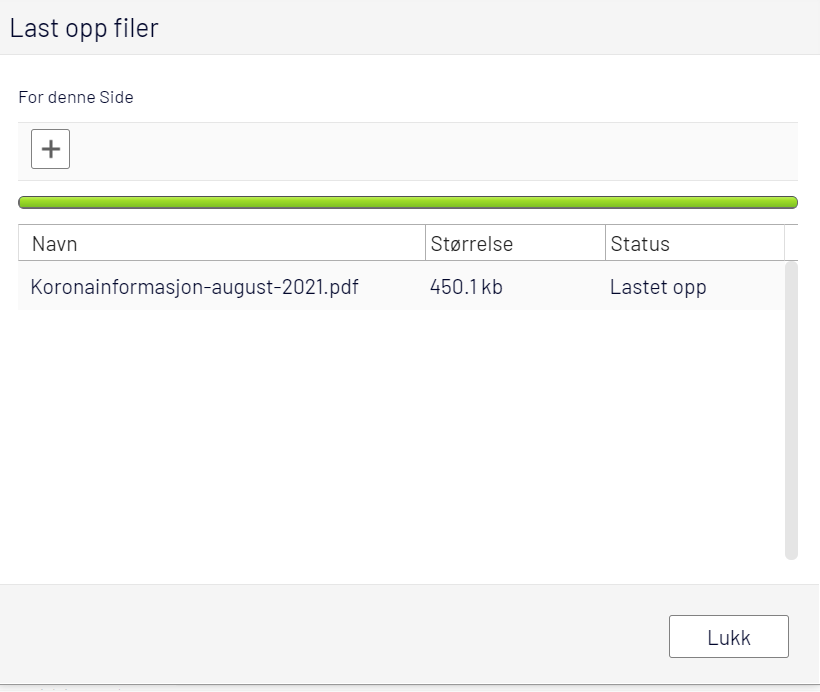 Last opp filer
For denne Side
Navn Størrelse Status
Koronainformasjon-august-2021.pdf 450.1 kb Lastet opp
Lukk